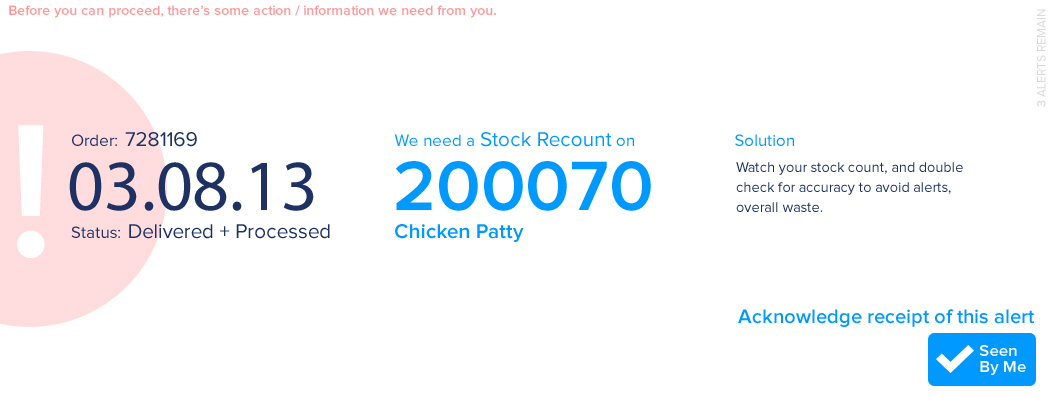 Before you can proceed, there's some action / information we need from you.
3 ALERTS REMAIN
!
Order: 7281169
03.08.13
Status: Delivered + Processed
We need a Stock Recount on
200070
Chicken Patty
Solution
Watch your stock count, and double
check for accuracy to avoid alerts,
overall waste.
Acknowledge receipt of this alert
Seen
By Me